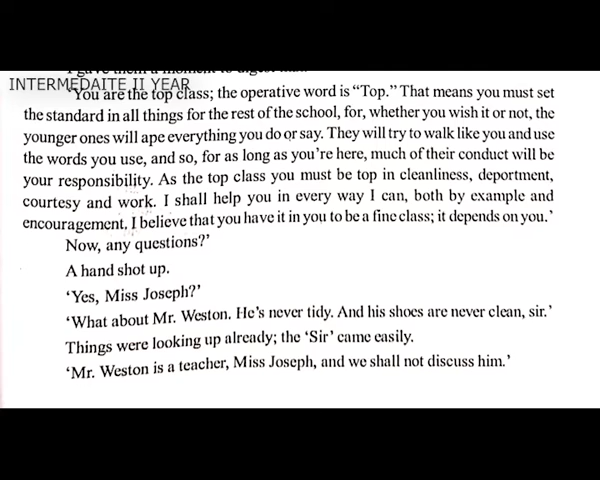 I gave them a moment to digest that.
INTERMEDAITE II YEAR
'You are the top class; the operative word is “Top.” That means you must set
the standard in all things for the rest of the school, for, whether you wish it or not, the
younger ones will ape everything you do or say. They will try to walk like you and use
the words you use, and so, for as long as you're here, much of their conduct will be
your responsibility. As the top class you must be top in cleanliness, deportment,
courtesy and work. I shall help you in every way I can, both by example and
encouragement. I believe that you have it in you to be a fine class; it depends on you.'
Now, any questions?'
A hand shot up.
'Yes, Miss Joseph?'
'What about Mr. Weston. He's never tidy. And his shoes are never clean, sir.'
Things were looking up already; the 'Sir' came easily.
'Mr. Weston is a teacher, Miss Joseph, and we shall not discuss him.'